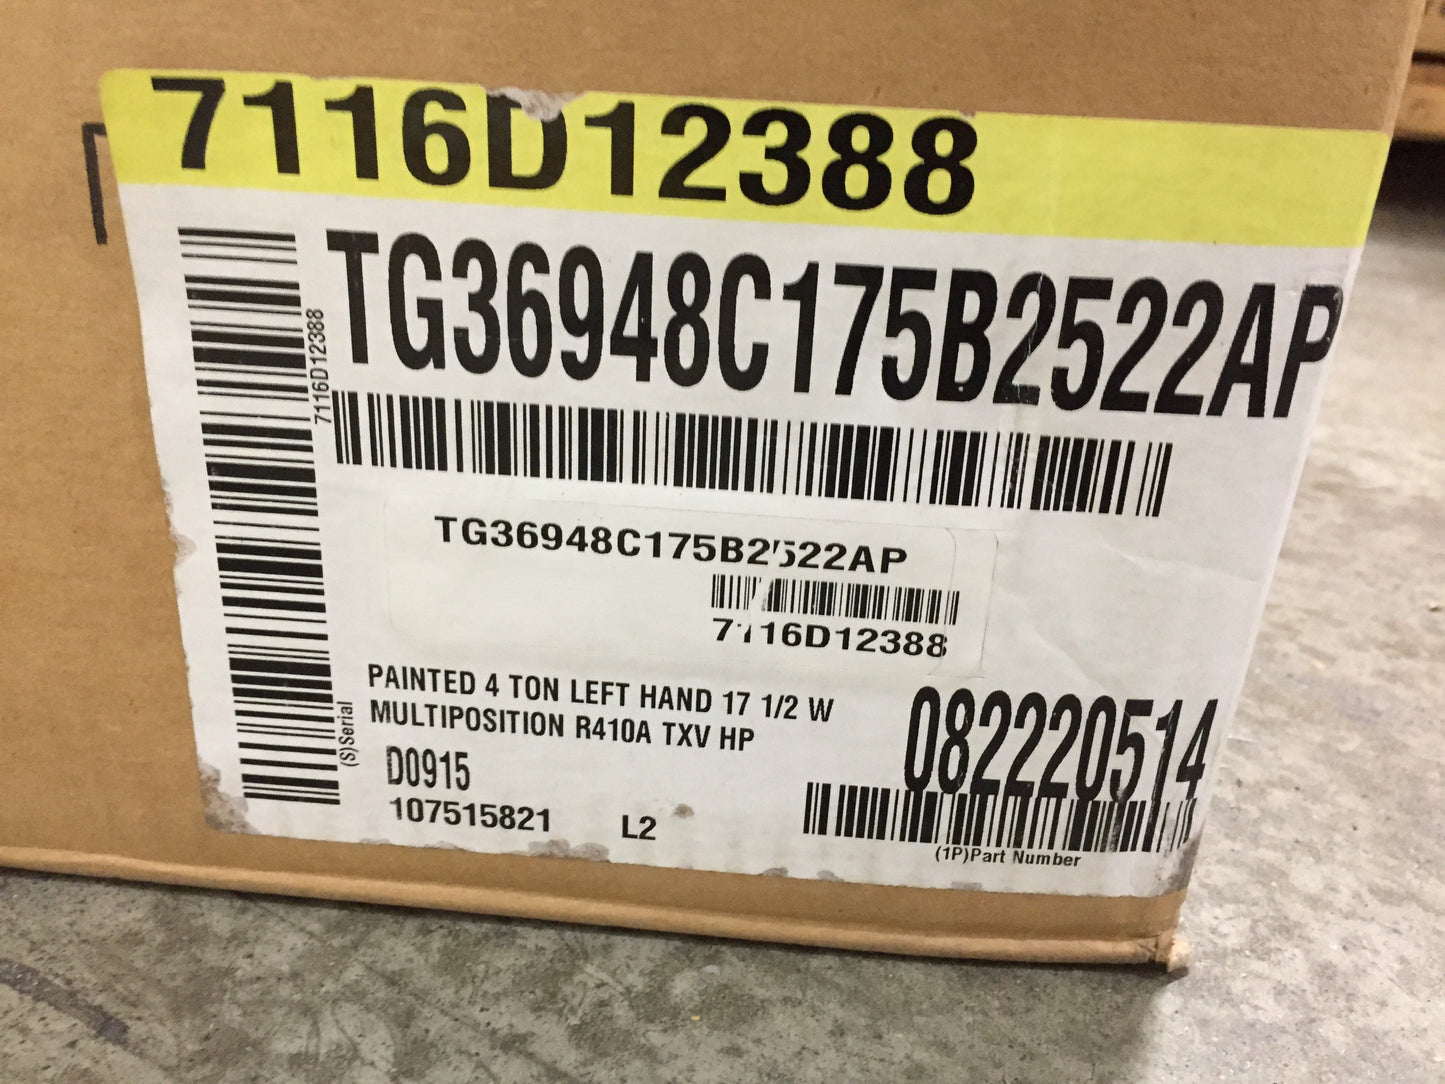 7116D12388
TG36948C175B2522AP
7116D12388
TG36948C175B2522AP
7116D12388
PAINTED 4 TON LEFT HAND 17 1/2 W
MULTIPOSITION R410A TXV HP
D0915
107515821 L2
(S)Serial
0822220514
(1P)Part Number